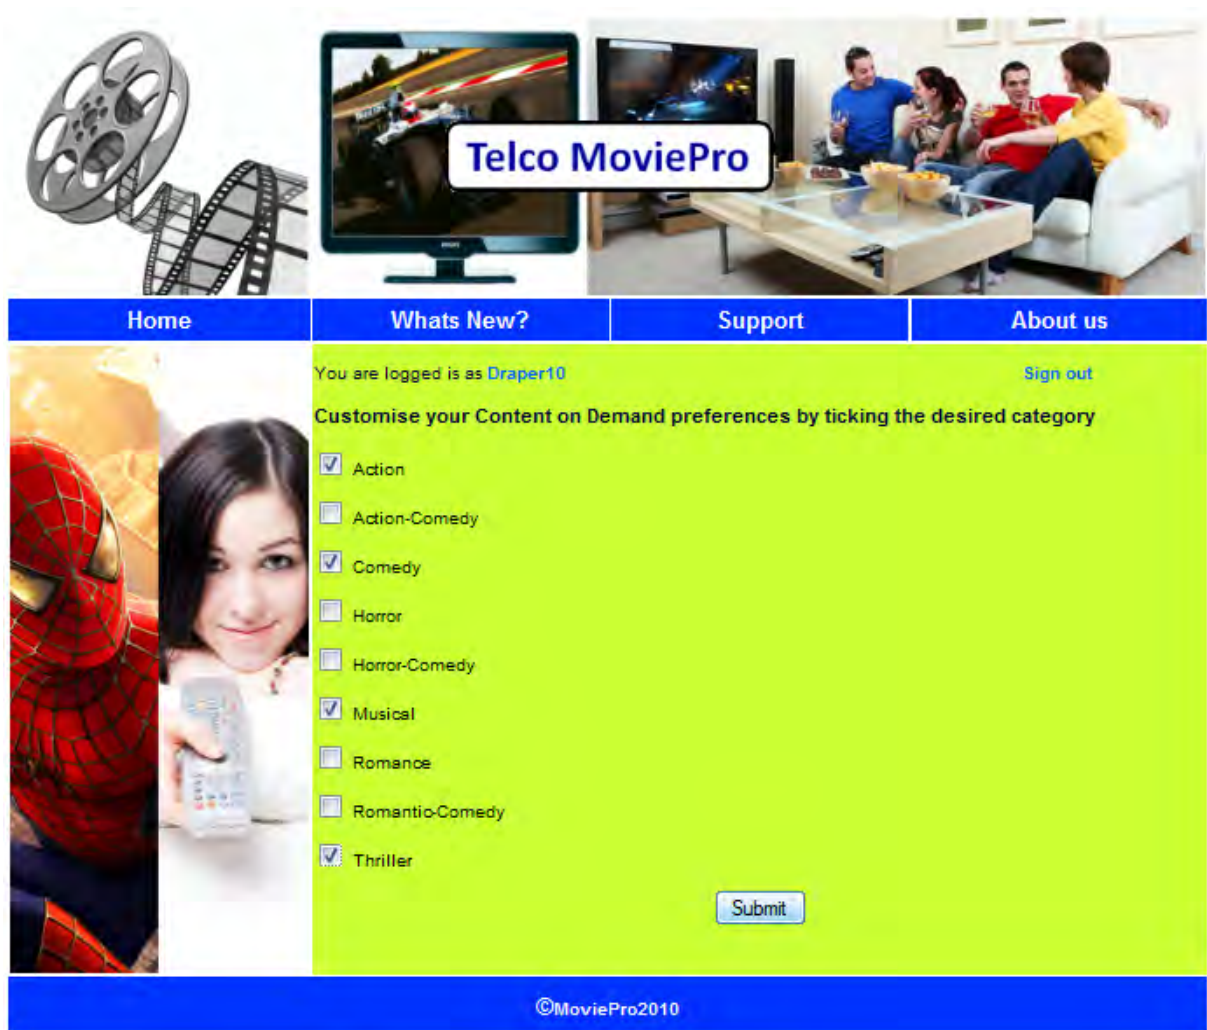 Telco MoviePro
Home Whats New? Support About us
You are logged is as Draper10 Sign out
Customise your Content on Demand preferences by ticking the desired category
Action
Action-Comedy
Comedy
Horror
Horror-Comedy
Musical
Romance
Romantic-Comedy
Thriller
Submit
©MoviePro2010